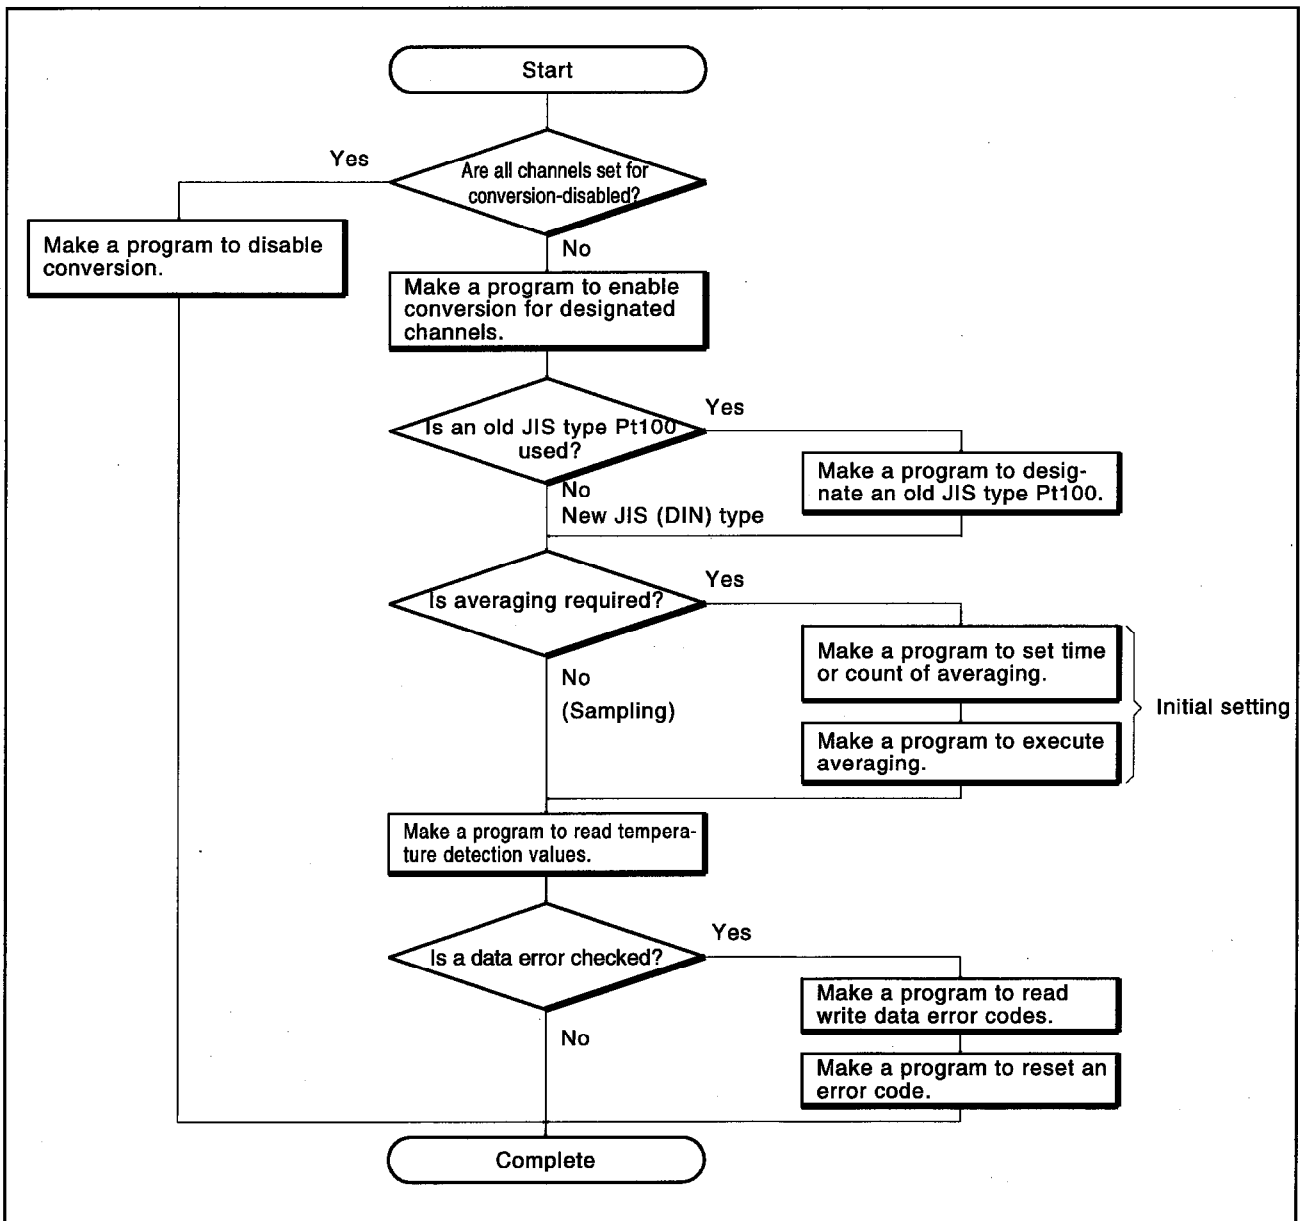 Start
Yes
Are all channels set for
conversion-disabled?
No
Make a program to disable
conversion.
Make a program to enable
conversion for designated
channels.
Is an old JIS type Pt100
used?
Yes
Make a program to desig-
nate an old JIS type Pt100.
No
New JIS (DIN) type
Is averaging required?
Yes
Make a program to set time
or count of averaging.
No
(Sampling)
Initial setting
Make a program to execute
averaging.
Make a program to read tempera-
ture detection values.
Is a data error checked?
Yes
Make a program to read
write data error codes.
No
Make a program to reset an
error code.
Complete